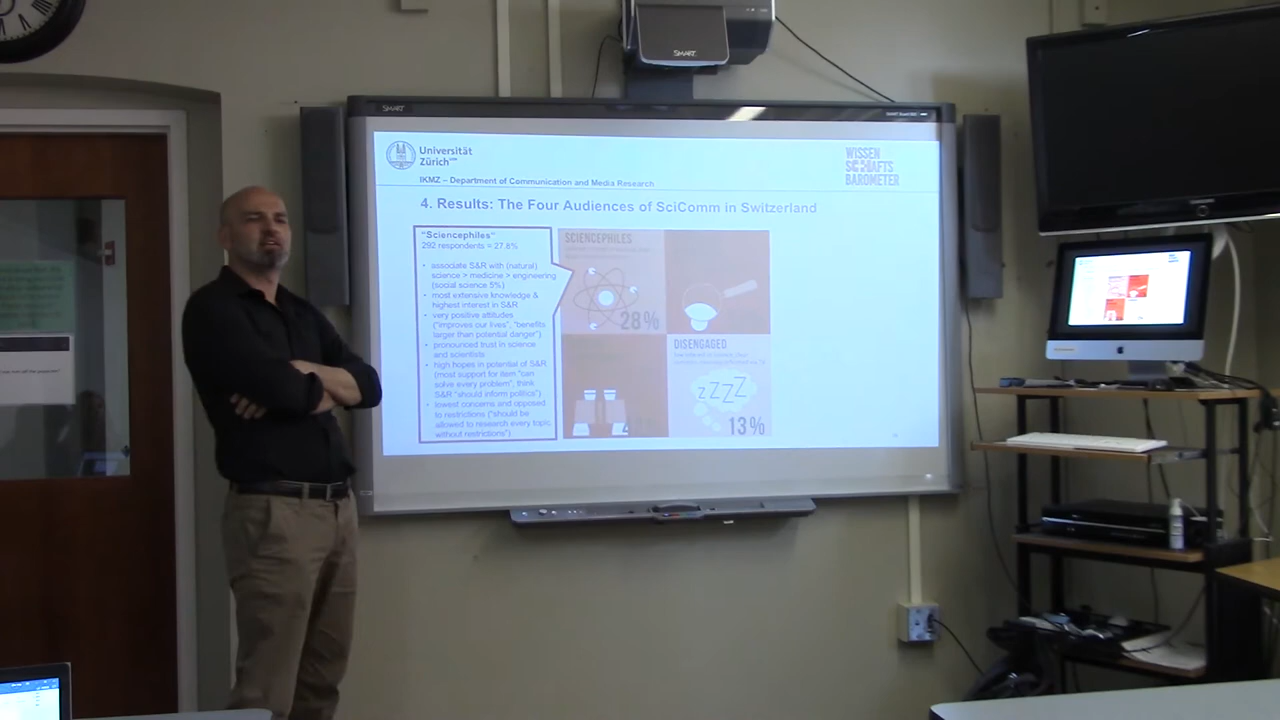 SMART
SMART
Universität
Zürich
UZH
WISSEN
SCHAFTS
BAROMETER
IKMZ – Department of Communication and Media Research
4. Results: The Four Audiences of SciComm in Switzerland
"Sciencephiles"
292 respondents = 27.8%
• associate S&R with (natural)
science > medicine > engineering
(social science 5%)
• most extensive knowledge &
highest interest in S&R
• very positive attitudes
("improves our lives", "benefits
larger than potential danger")
• pronounced trust in science
and scientists
• high hopes in potential of S&R
(most support for item "can
solve every problem", think
S&R "should inform politics")
• lowest concerns and opposed
to restrictions ("should be
allowed to research every topic
without restrictions")
SCIENCEPHILES
28%
DISENGAGED
zZZZ
13%
SAMSUNG